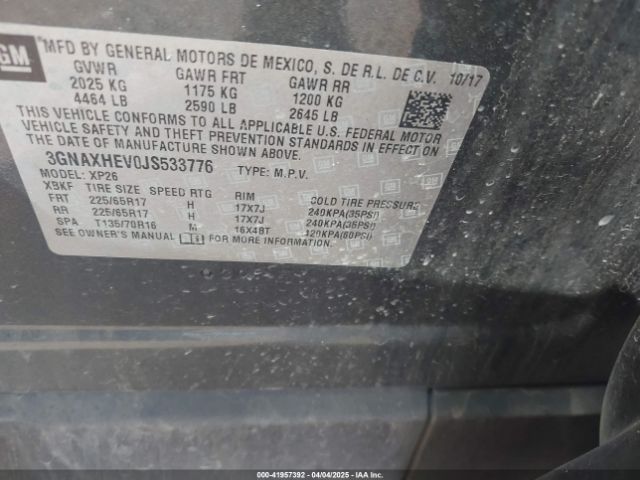 GM
MFD BY GENERAL MOTORS DE MEXICO, S. DE R.L. DE C.V. 10/17
GVWR GAWR FRT GAWR RR
2025 KG 1175 KG 1200 KG
4464 LB 2590 LB 2645 LB
THIS VEHICLE CONFORMS TO ALL APPLICABLE U.S. FEDERAL MOTOR
VEHICLE SAFETY AND THEFT PREVENTION STANDARDS IN EFFECT ON
THE DATE OF MANUFACTURE SHOWN ABOVE.
3GNAXHEV0JS533776 TYPE: M.P.V.
MODEL: XP26
XBKF TIRE SIZE SPEED RTG RIM COLD TIRE PRESSURE
FRT 225/65R17 H 17X7J 240KPA(35PSI)
RR 225/65R17 H 17X7J 240KPA(35PSI)
SPA T135/70R16 M 16X4BT 420KPA(60PSI)
SEE OWNER'S MANUAL FOR MORE INFORMATION.
000-41957392 - 04/04/2025 - IAAI.COM